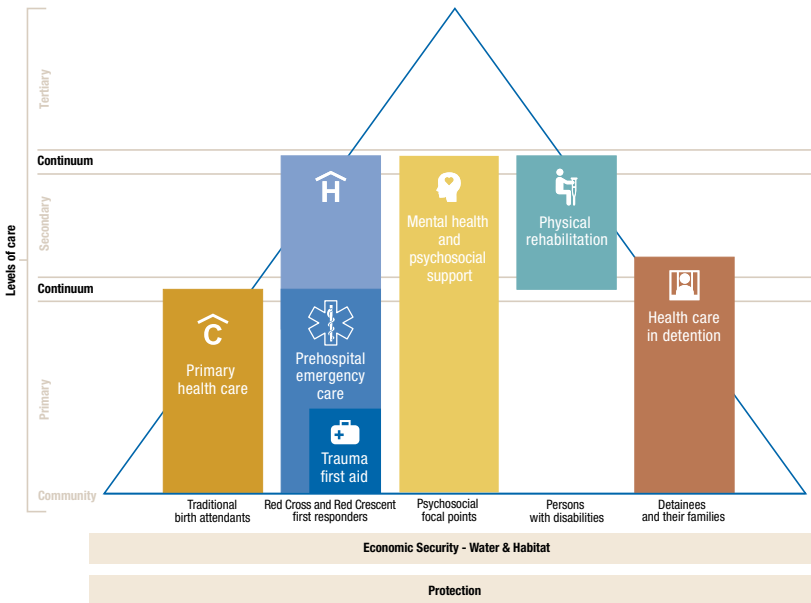 Levels of care
Tertiary
Continuum
Secondary
Continuum
Primary
Community
C
Primary
health care
H
Prehospital
emergency
care
Trauma
first aid
Mental health
and
psychosocial
support
Physical
rehabilitation
Health care
in detention
Traditional
birth attendants
Red Cross and Red Crescent
first responders
Psychosocial
focal points
Persons
with disabilities
Detainees
and their families
Economic Security - Water & Habitat
Protection